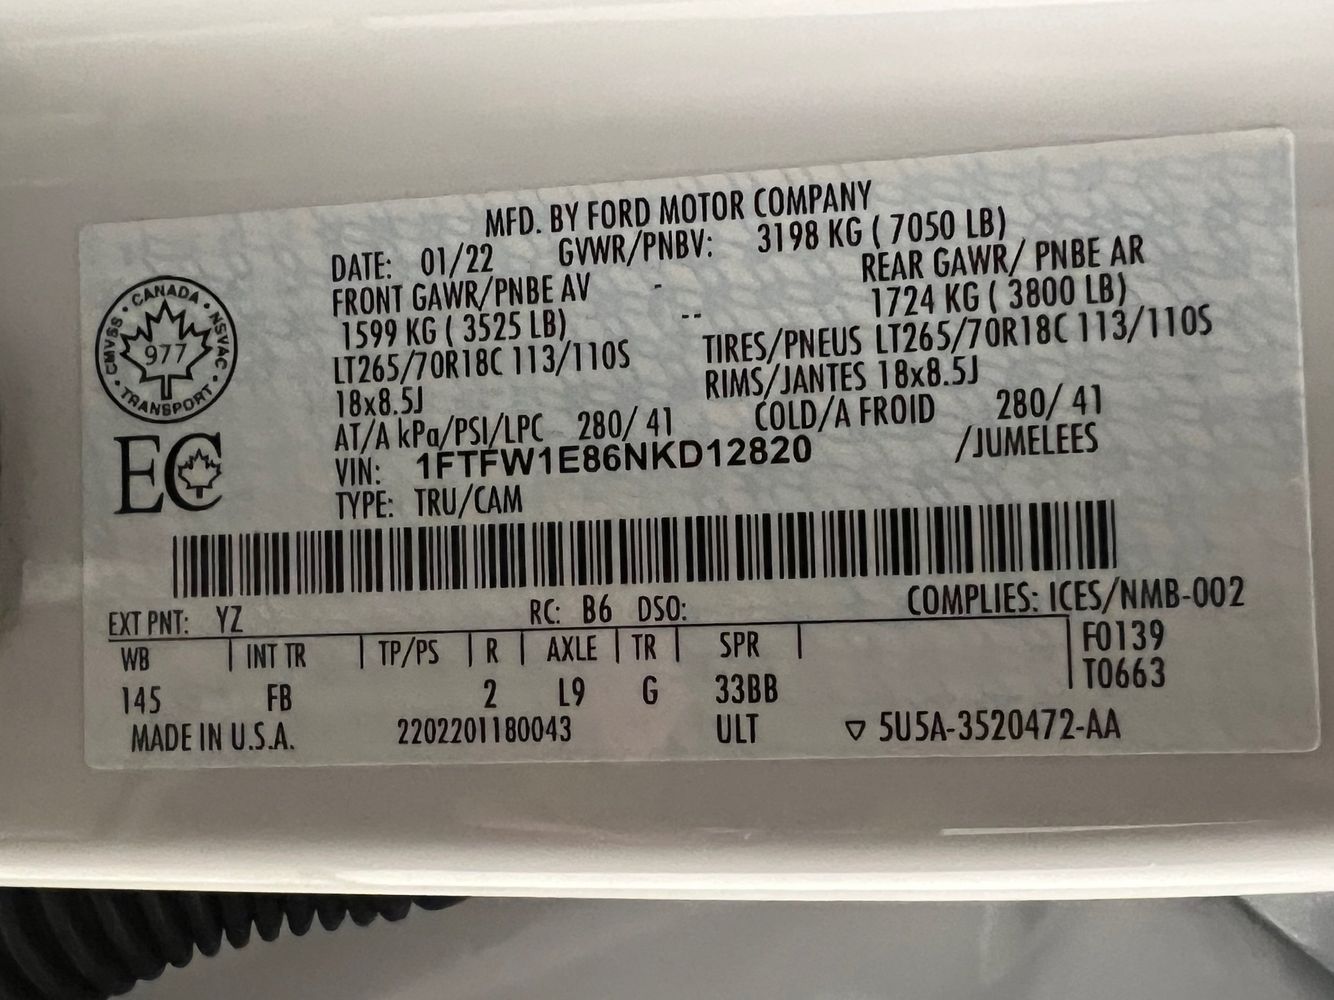 MFD. BY FORD MOTOR COMPANY
DATE: 01/22 GVWR/PNBV: 3198 KG ( 7050 LB)
FRONT GAWR/PNBE AV - REAR GAWR/ PNBE AR
1599 KG ( 3525 LB) -- 1724 KG ( 3800 LB)
LT265/70R18C 113/110S TIRES/PNEUS LT265/70R18C 113/110S
18x8.5J RIMS/JANTES 18x8.5J
AT/A kPa/PSI/LPC 280/ 41 COLD/A FROID 280/ 41
VIN: 1FTFW1E86NKD12820 /JUMELEES
TYPE: TRU/CAM
CANADA
CMVSS NSVAC
977
TRANSPORT
EC
EXT PNT: YZ RC: B6 DSO: COMPLIES: ICES/NMB-002
WB INT TR TP/PS R AXLE TR SPR F0139
T0663
145 FB 2 L9 G 33BB
MADE IN U.S.A. 2202201180043 ULT ▽ 5U5A-3520472-AA